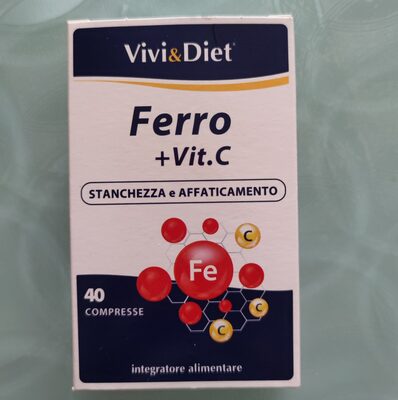 Vivi&Diet®
Ferro
+Vit.C
STANCHEZZA e AFFATICAMENTO
C
Fe
C
C
C
40
COMPRESSE
integratore alimentare